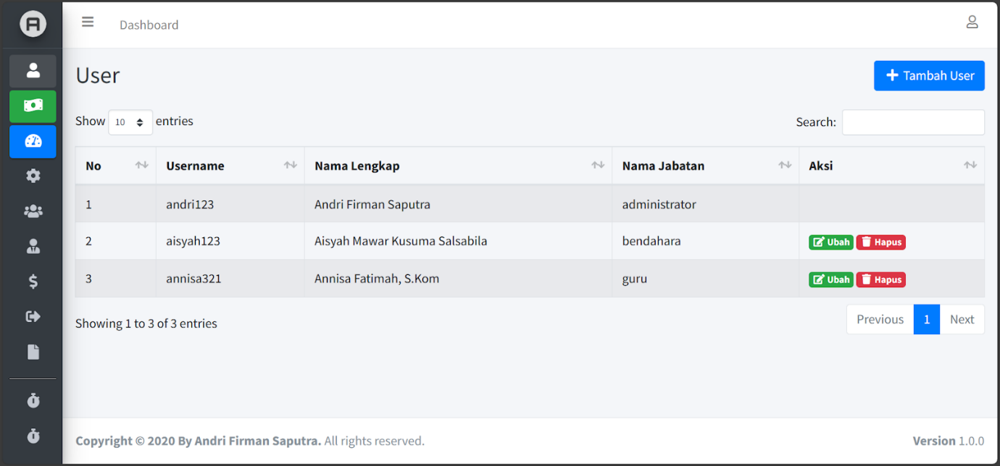 A
Dashboard
User
Tambah User
Show 10 entries
Search:
No Username Nama Lengkap Nama Jabatan Aksi
1 andri123 Andri Firman Saputra administrator
2 aisyah123 Aisyah Mawar Kusuma Salsabila bendahara Ubah Hapus
3 annisa321 Annisa Fatimah, S.Kom guru Ubah Hapus
Showing 1 to 3 of 3 entries
Previous 1 Next
Copyright © 2020 By Andri Firman Saputra. All rights reserved.
Version 1.0.0